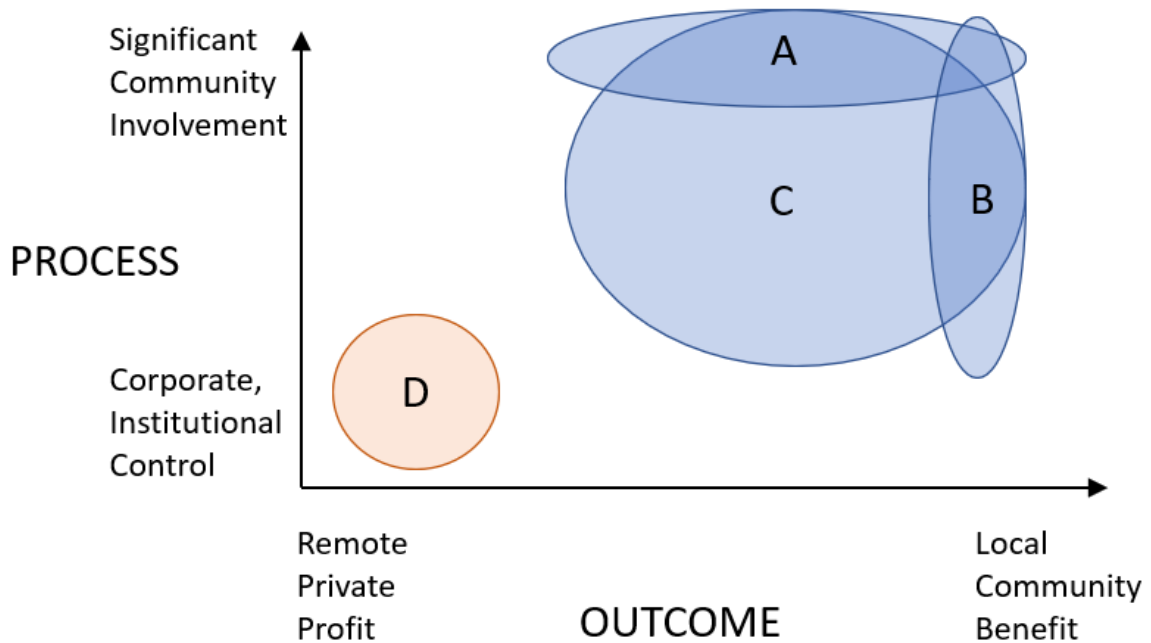 Significant
Community
Involvement
A
C
B
PROCESS
Corporate,
Institutional
Control
D
Remote
Private
Profit
OUTCOME
Local
Community
Benefit